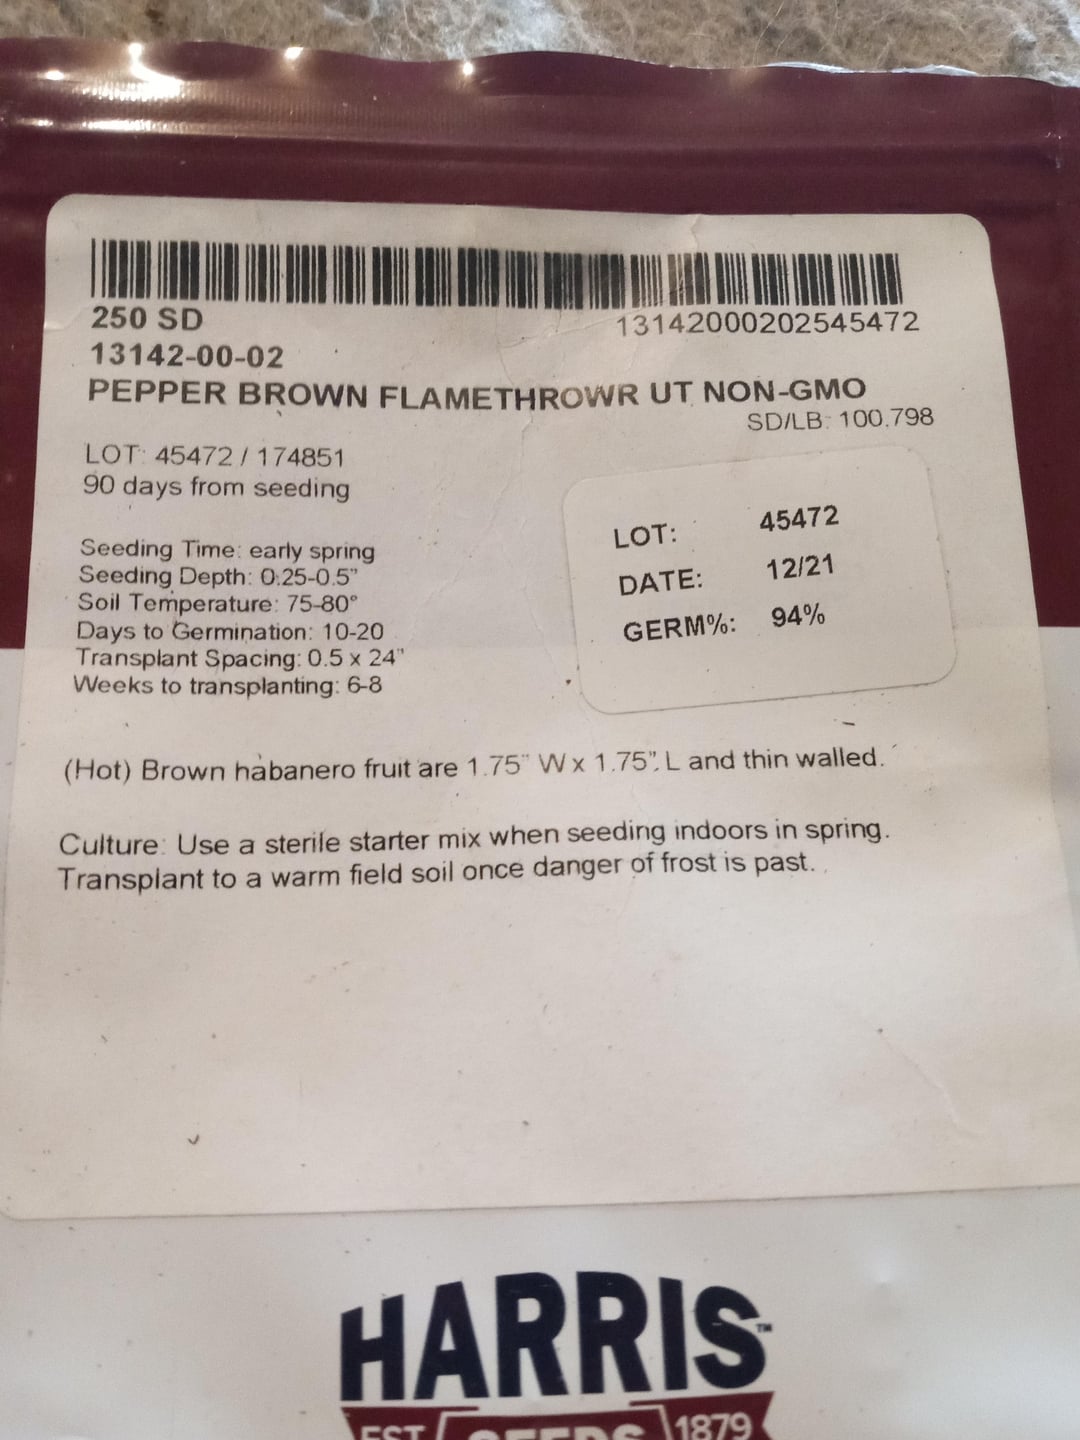 250 SD
13142000202545472
13142-00-02
PEPPER BROWN FLAMETHROWR UT NON-GMO
SD/LB: 100.798
LOT: 45472 / 174851
90 days from seeding
Seeding Time: early spring
Seeding Depth: 0.25-0.5"
Soil Temperature: 75-80°
Days to Germination: 10-20
Transplant Spacing: 0.5 x 24"
Weeks to transplanting: 6-8
LOT: 45472
DATE: 12/21
GERM%: 94%
(Hot) Brown habanero fruit are 1.75" W x 1.75" L and thin walled.
Culture: Use a sterile starter mix when seeding indoors in spring.
Transplant to a warm field soil once danger of frost is past.
HARRIS™
EST SEEDS 1879